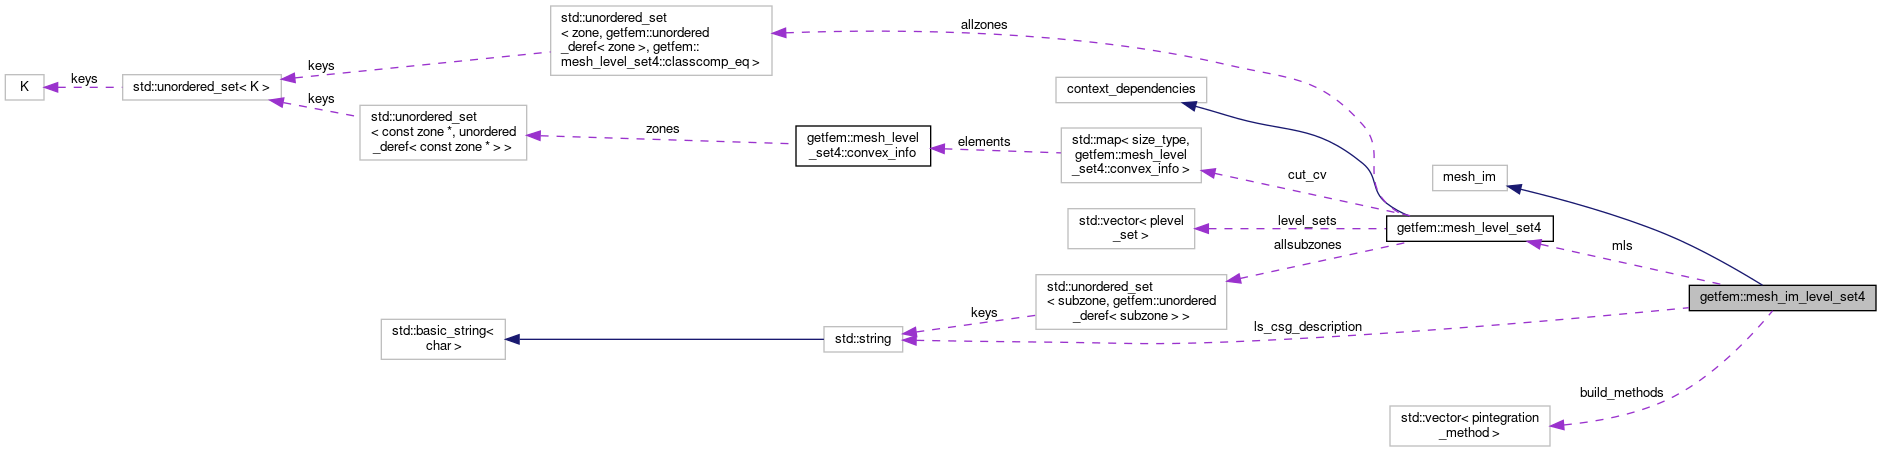 std::unordered_set
< zone, getfem::unordered
_deref< zone >, getfem::
mesh_level_set4::classcomp_eq >
allzones
keys
K
keys
std::unordered_set< K >
keys
std::unordered_set
< const zone *, unordered
_deref< const zone * > >
zones
getfem::mesh_level
_set4::convex_info
elements
context_dependencies
std::map< size_type,
getfem::mesh_level
_set4::convex_info >
cut_cv
mesh_im
std::vector< plevel
_set >
level_sets
getfem::mesh_level_set4
allsubzones
mls
std::unordered_set
< subzone, getfem::unordered
_deref< subzone > >
getfem::mesh_im_level_set4
keys
ls_csg_description
std::basic_string<
char >
std::string
build_methods
std::vector< pintegration
_method >